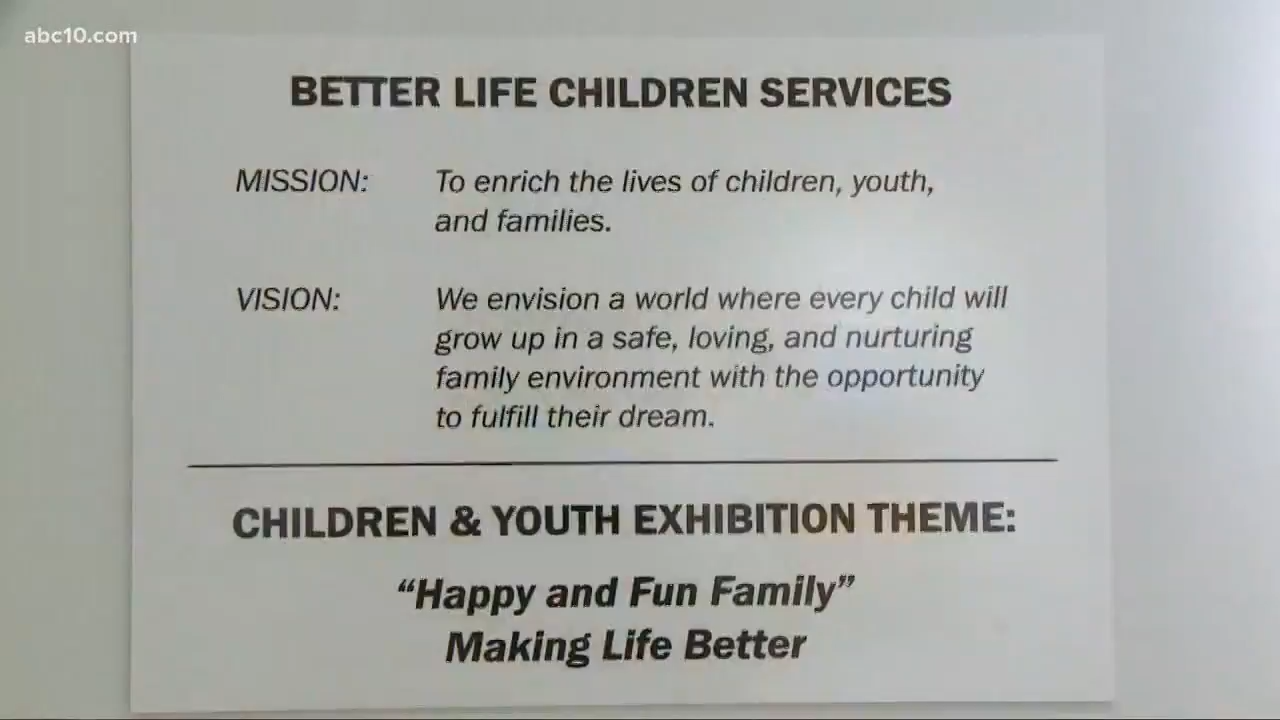 abc10.com
BETTER LIFE CHILDREN SERVICES
MISSION: To enrich the lives of children, youth,
and families.
VISION: We envision a world where every child will
grow up in a safe, loving, and nurturing
family environment with the opportunity
to fulfill their dream.
CHILDREN & YOUTH EXHIBITION THEME:
“Happy and Fun Family”
Making Life Better